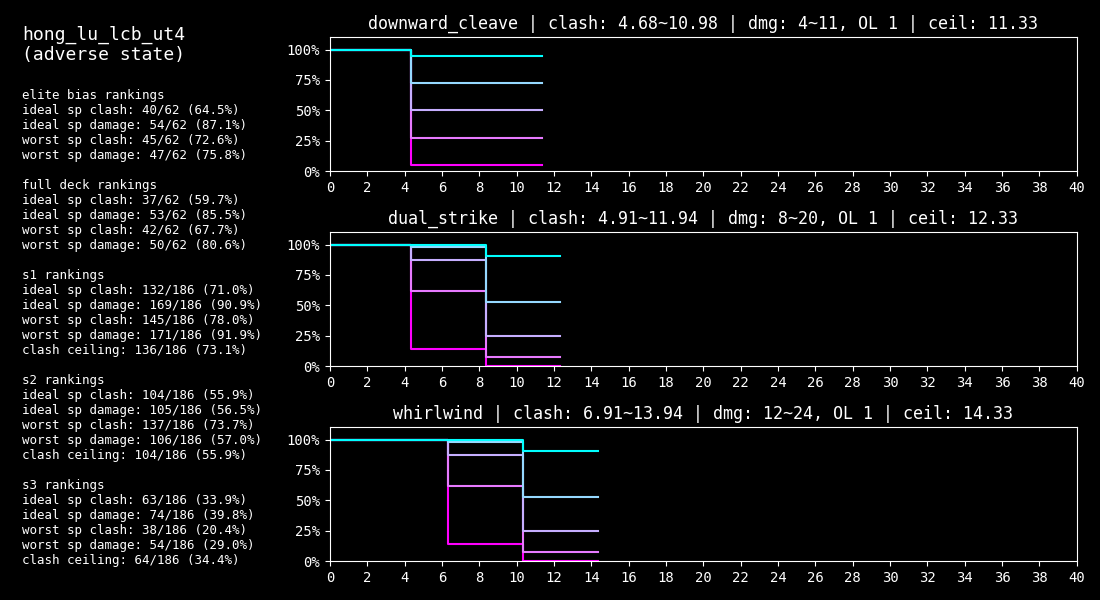 hong_lu_lcb_ut4
(adverse state)
elite bias rankings
ideal sp clash: 40/62 (64.5%)
ideal sp damage: 54/62 (87.1%)
worst sp clash: 45/62 (72.6%)
worst sp damage: 47/62 (75.8%)
full deck rankings
ideal sp clash: 37/62 (59.7%)
ideal sp damage: 53/62 (85.5%)
worst sp clash: 42/62 (67.7%)
worst sp damage: 50/62 (80.6%)
s1 rankings
ideal sp clash: 132/186 (71.0%)
ideal sp damage: 169/186 (90.9%)
worst sp clash: 145/186 (78.0%)
worst sp damage: 171/186 (91.9%)
clash ceiling: 136/186 (73.1%)
s2 rankings
ideal sp clash: 104/186 (55.9%)
ideal sp damage: 105/186 (56.5%)
worst sp clash: 137/186 (73.7%)
worst sp damage: 106/186 (57.0%)
clash ceiling: 104/186 (55.9%)
s3 rankings
ideal sp clash: 63/186 (33.9%)
ideal sp damage: 74/186 (39.8%)
worst sp clash: 38/186 (20.4%)
worst sp damage: 54/186 (29.0%)
clash ceiling: 64/186 (34.4%)
downward_cleave | clash: 4.68~10.98 | dmg: 4~11, OL 1 | ceil: 11.33
100%
75%
50%
25%
0%
0 2 4 6 8 10 12 14 16 18 20 22 24 26 28 30 32 34 36 38 40
dual_strike | clash: 4.91~11.94 | dmg: 8~20, OL 1 | ceil: 12.33
100%
75%
50%
25%
0%
0 2 4 6 8 10 12 14 16 18 20 22 24 26 28 30 32 34 36 38 40
whirlwind | clash: 6.91~13.94 | dmg: 12~24, OL 1 | ceil: 14.33
100%
75%
50%
25%
0%
0 2 4 6 8 10 12 14 16 18 20 22 24 26 28 30 32 34 36 38 40